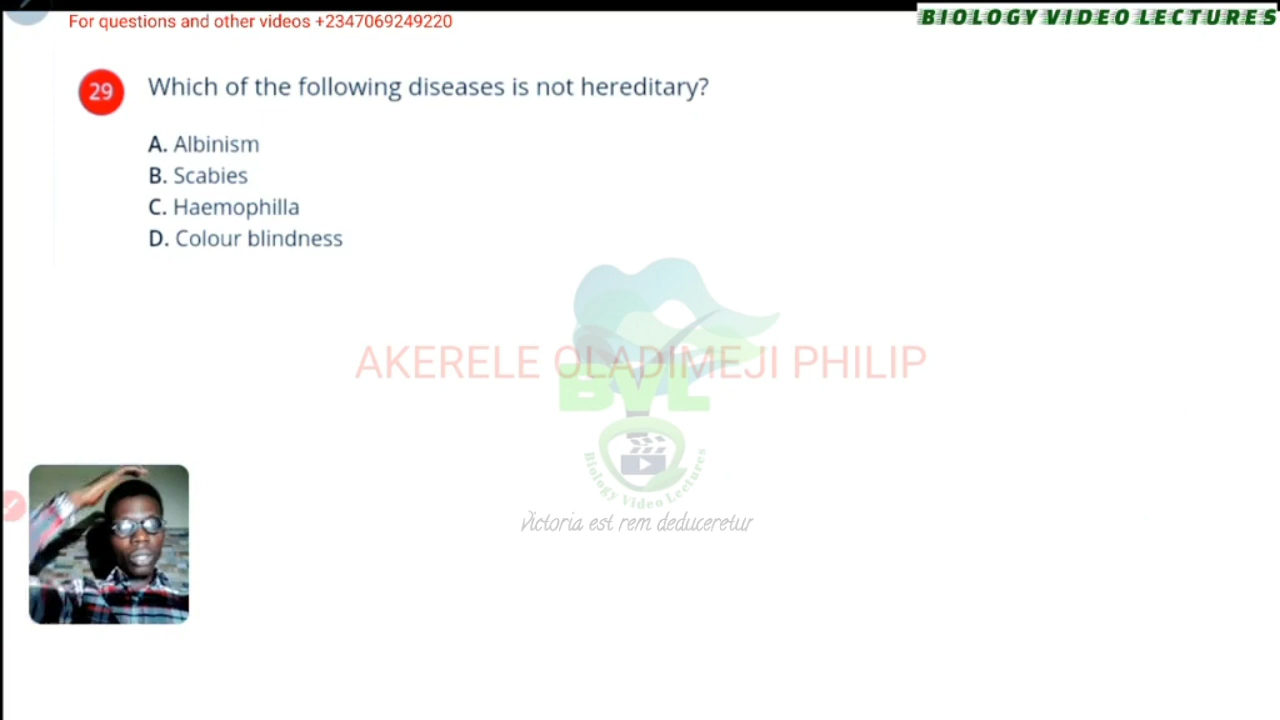 For questions and other videos +2347069249220
BIOLOGY VIDEO LECTURES
29 Which of the following diseases is not hereditary?
A. Albinism
B. Scabies
C. Haemophilla
D. Colour blindness
AKERELE OLADIMEJI PHILIP
BVL
Biology Video Lectures
Victoria est rem deduceretur